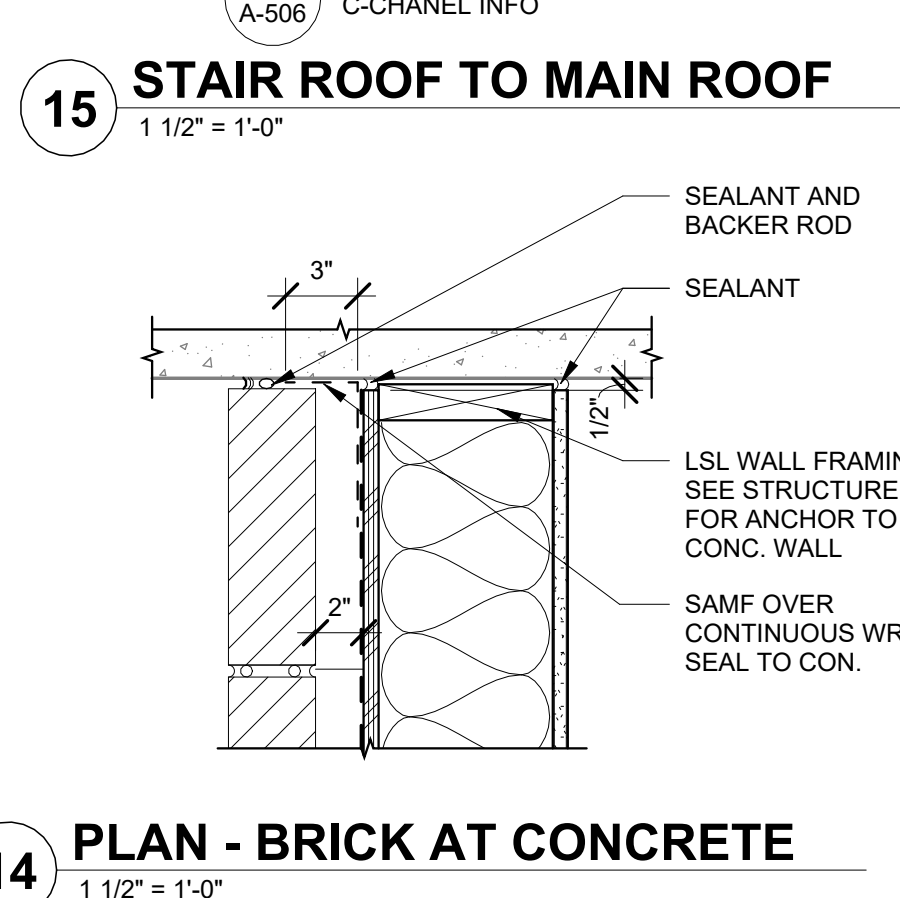 A-506
C-CHANEL INFO
15
STAIR ROOF TO MAIN ROOF
1 1/2" = 1'-0"
SEALANT AND
BACKER ROD
3"
SEALANT
1/2"
LSL WALL FRAMIN
SEE STRUCTURE
FOR ANCHOR TO
CONC. WALL
2"
SAMF OVER
CONTINUOUS WR
SEAL TO CON.
14
PLAN - BRICK AT CONCRETE
1 1/2" = 1'-0"